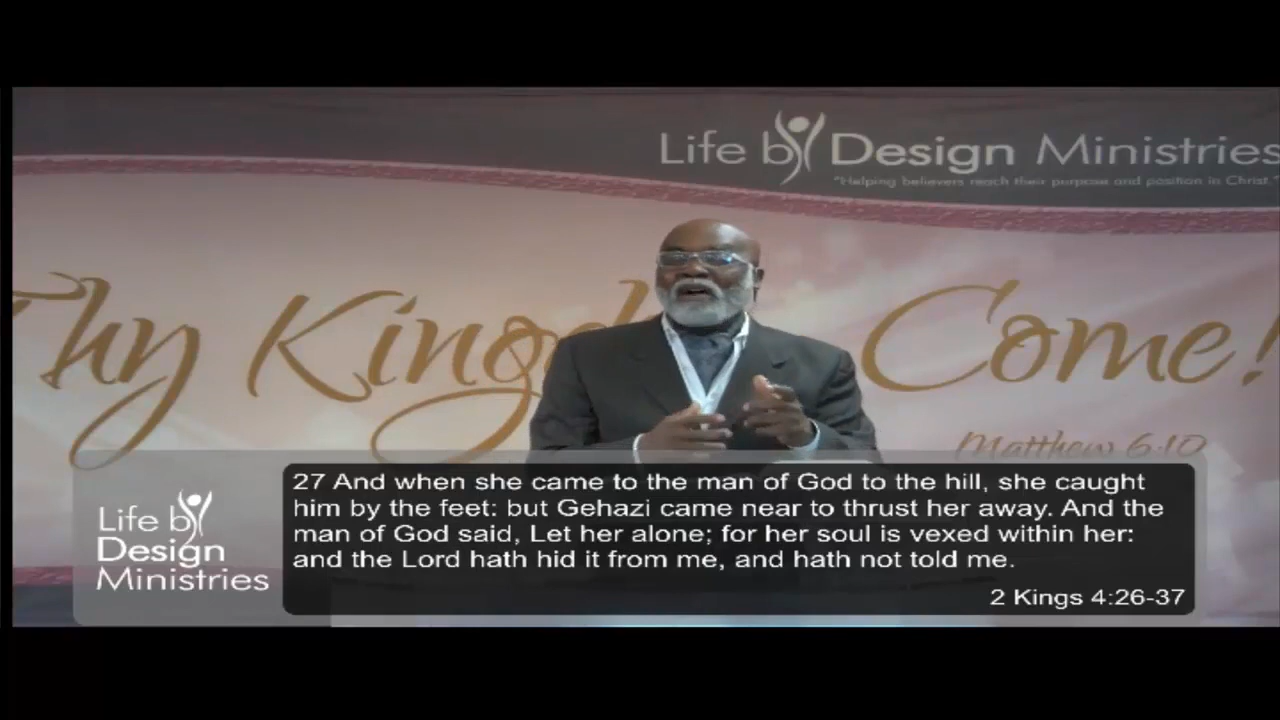 Life by Design Ministries
"Helping believers reach their purpose and position in Christ."
Thy Kingd Come!
Matthew 6:10
27 And when she came to the man of God to the hill, she caught
him by the feet: but Gehazi came near to thrust her away. And the
man of God said, Let her alone; for her soul is vexed within her:
and the Lord hath hid it from me, and hath not told me.
2 Kings 4:26-37
Life by
Design
Ministries